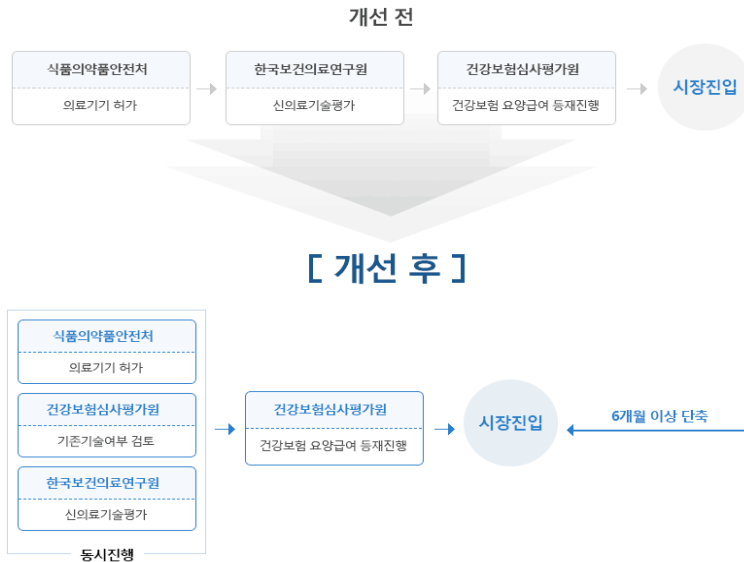 개선 전
식품의약품안전처
의료기기 허가
한국보건의료연구원
신의료기술평가
건강보험심사평가원
건강보험 요양급여 등재진행
시장진입
[ 개선 후 ]
식품의약품안전처
의료기기 허가
건강보험심사평가원
기존기술여부 검토
한국보건의료연구원
신의료기술평가
동시진행
건강보험심사평가원
건강보험 요양급여 등재진행
시장진입
6개월 이상 단축